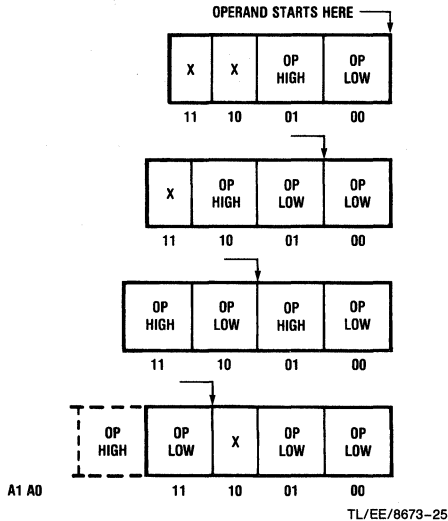 OPERAND STARTS HERE
X X OP HIGH OP LOW
11 10 01 00
X OP HIGH OP LOW OP LOW
11 10 01 00
OP HIGH OP LOW OP HIGH OP LOW
11 10 01 00
OP HIGH OP LOW X OP LOW OP LOW
A1 A0 11 10 01 00
TL/EE/8673-25